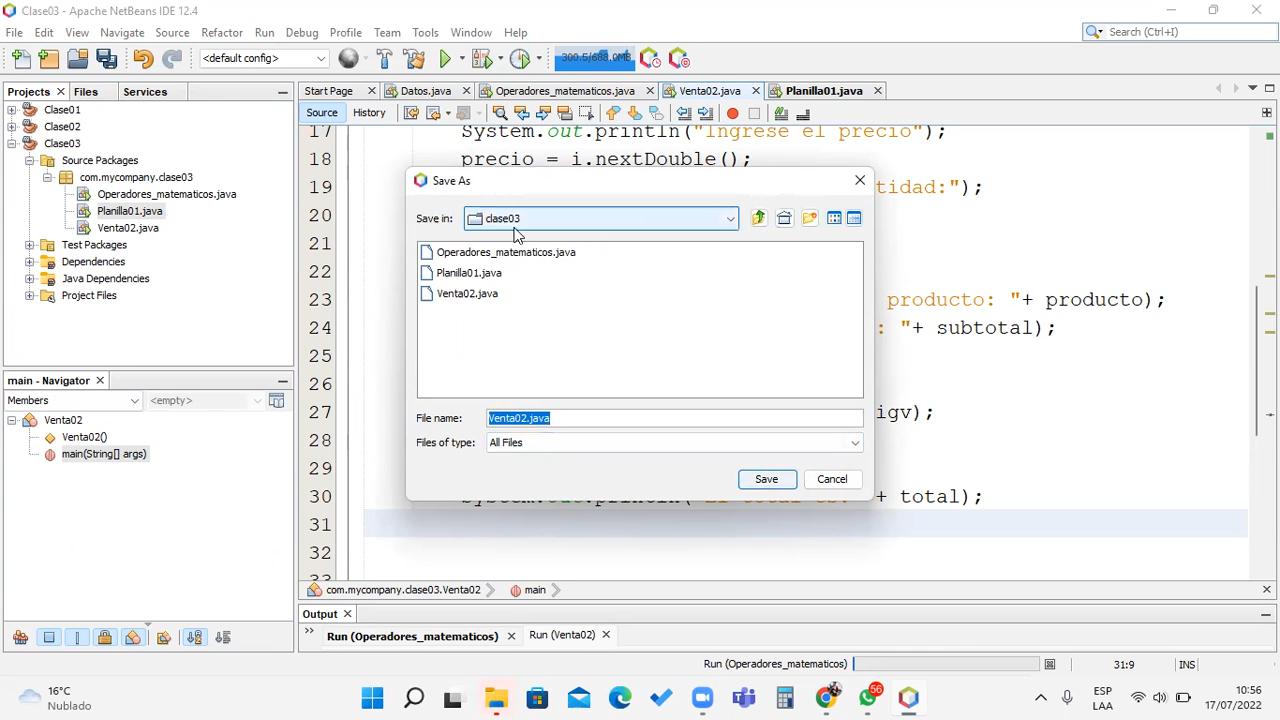 Clase03 - Apache NetBeans IDE 12.4
File Edit View Navigate Source Refactor Run Debug Profile Team Tools Window Help
Search (Ctrl+I)
<default config>
300.5/688.0MB
Projects Files Services
Start Page Datos.java Operadores_matematicos.java Venta02.java Planilla01.java
Source History
Clase01
Clase02
Clase03
Source Packages
com.mycompany.clase03
Operadores_matematicos.java
Planilla01.java
Venta02.java
Test Packages
Dependencies
Java Dependencies
Project Files
main - Navigator
Members <empty>
Venta02
Venta02()
main(String[] args)
17 System.out.println("Ingrese el precio");
18 precio = i.nextDouble();
19 tidad:");
20
21
22
23 producto: "+ producto);
24 : "+ subtotal);
25
26
27 igv);
28
29
30 + total);
31
32
33
Save As
Save in: clase03
Operadores_matematicos.java
Planilla01.java
Venta02.java
File name: Venta02.java
Files of type: All Files
Save Cancel
com.mycompany.clase03.Venta02 main
Output
Run (Operadores_matematicos) Run (Venta02)
Run (Operadores_matematicos) 31:9 INS
16°C
Nublado
56
ESP
LAA
10:56
17/07/2022